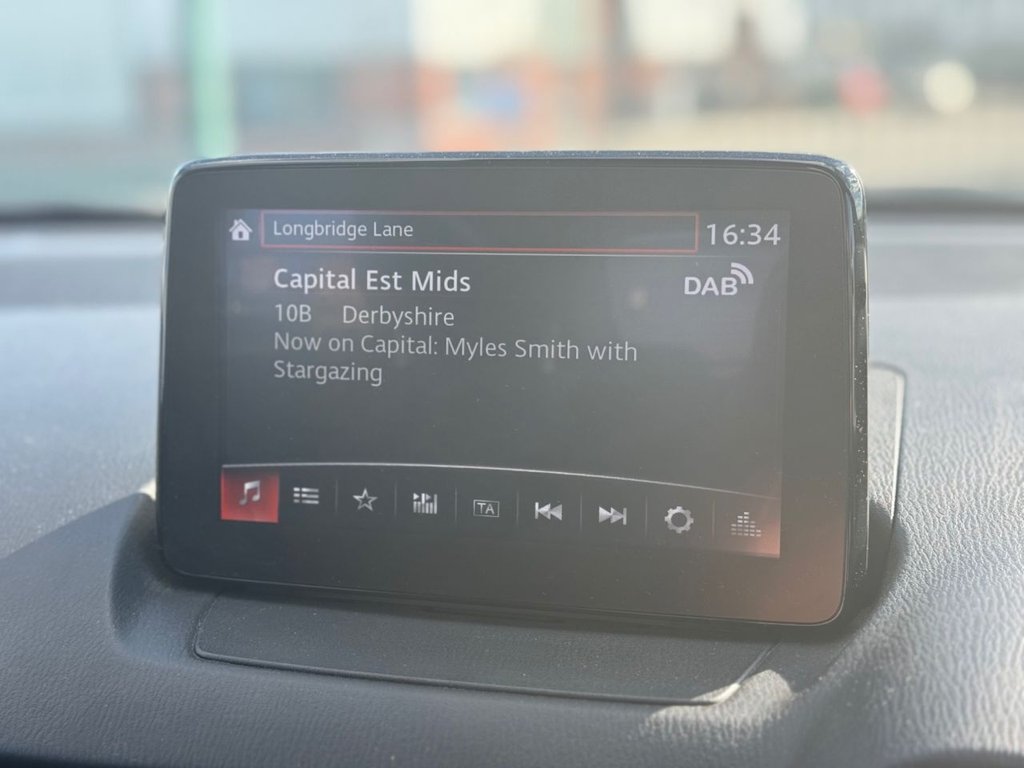 Longbridge Lane
16:34
Capital Est Mids
DAB
10B Derbyshire
Now on Capital: Myles Smith with
Stargazing
TA